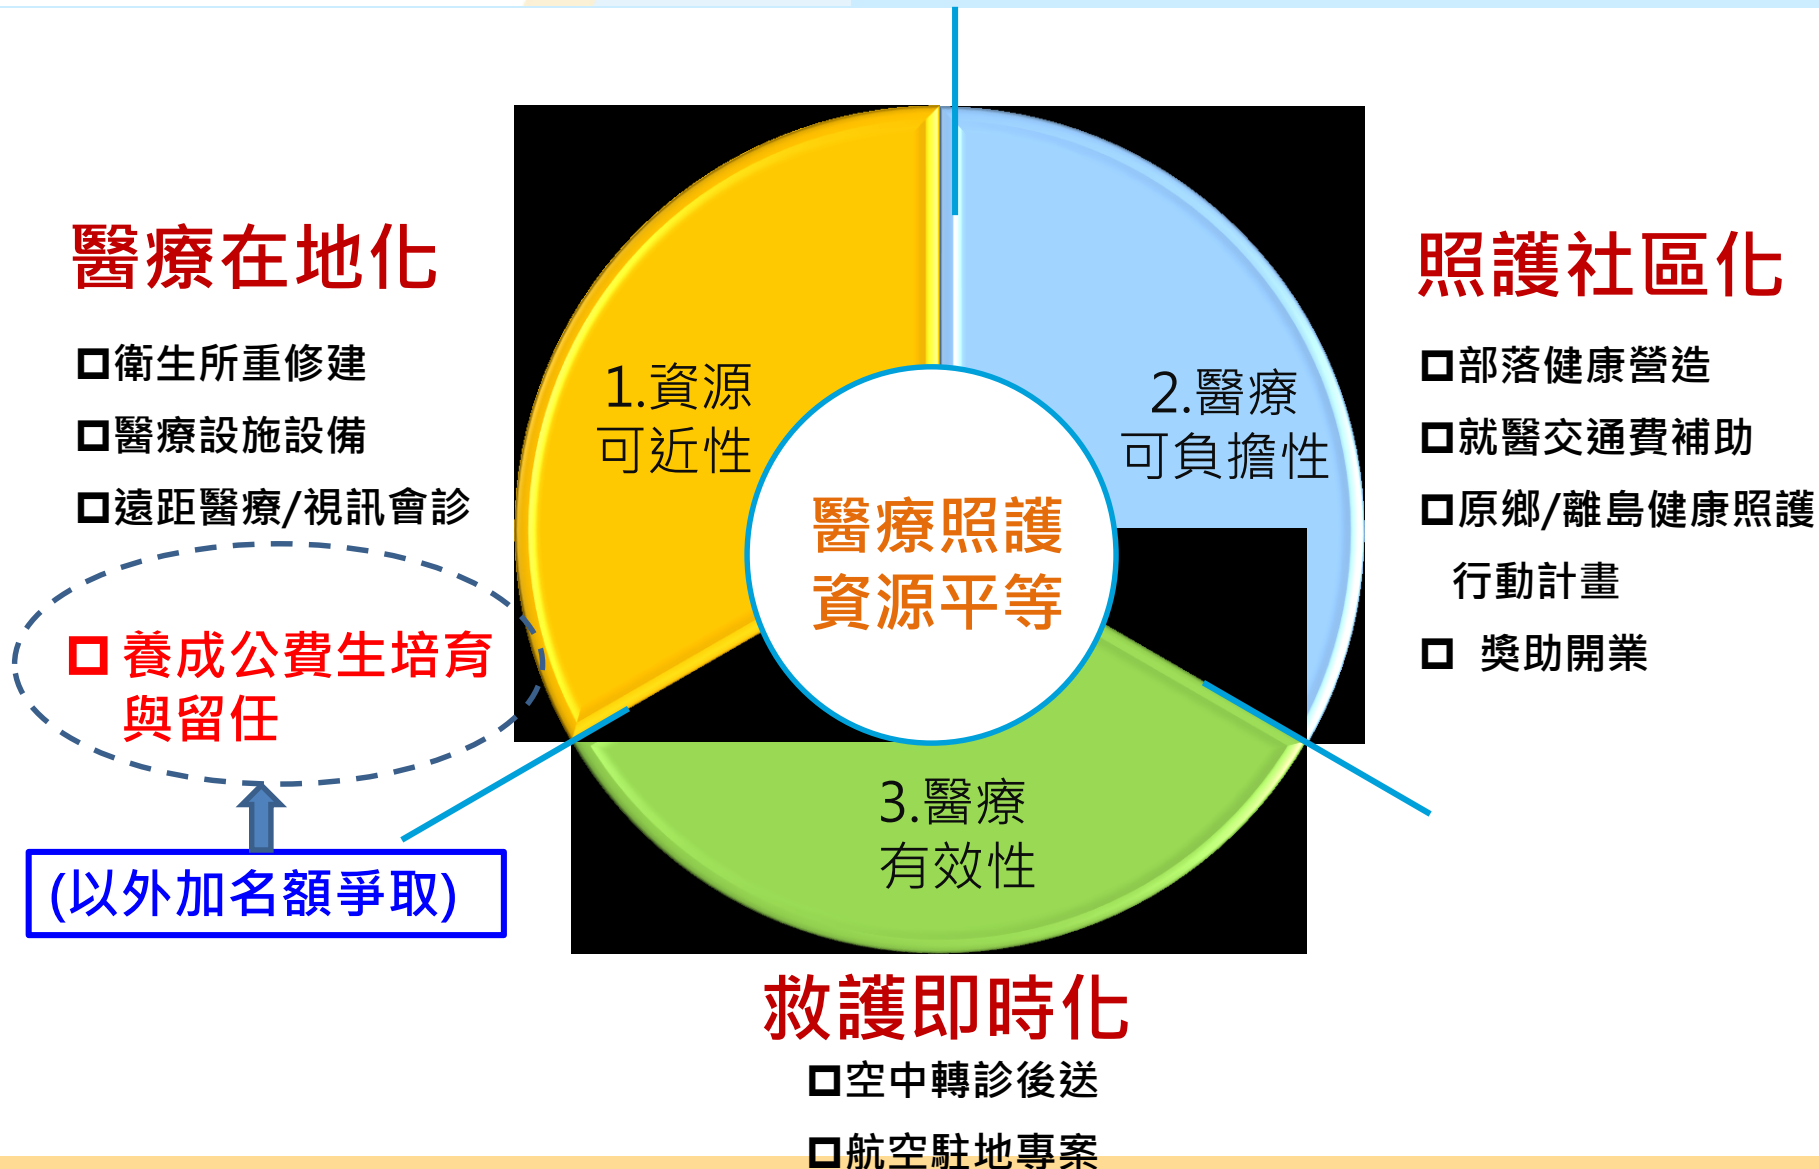 醫療在地化
□衛生所重修建
□醫療設施設備
□遠距醫療/視訊會診
□ 養成公費生培育
與留任
(以外加名額爭取)
1.資源
可近性
2.醫療
可負擔性
醫療照護
資源平等
3.醫療
有效性
照護社區化
□部落健康營造
□就醫交通費補助
□原鄉/離島健康照護
行動計畫
□ 獎助開業
救護即時化
□空中轉診後送
□航空駐地專案